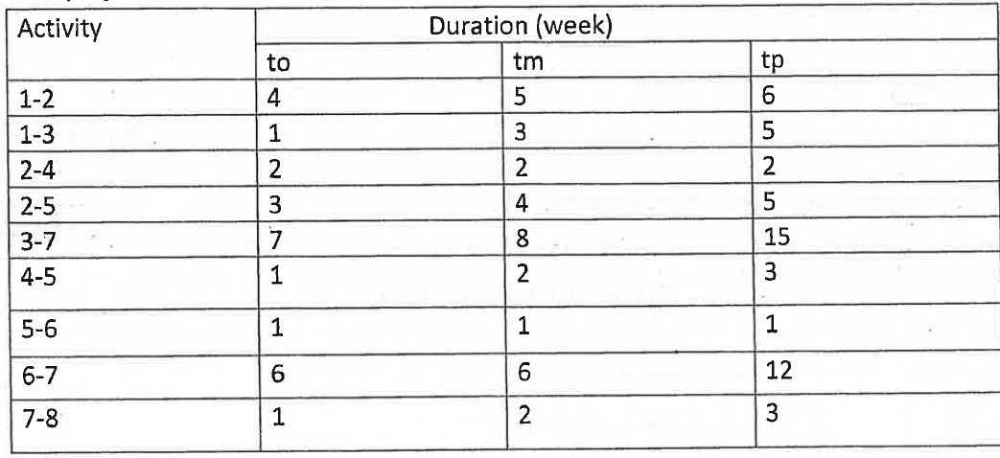 Activity Duration (week)
to tm tp
1-2 4 5 6
1-3 1 3 5
2-4 2 2 2
2-5 3 4 5
3-7 7 8 15
4-5 1 2 3
5-6 1 1 1
6-7 6 6 12
7-8 1 2 3